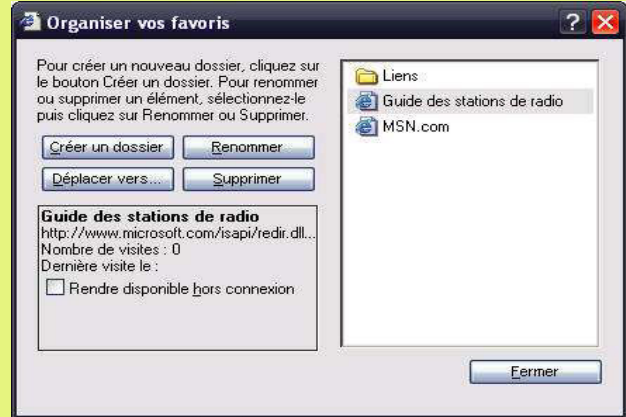 Organiser vos favoris
Pour créer un nouveau dossier, cliquez sur
le bouton Créer un dossier. Pour renommer
ou supprimer un élément, sélectionnez-le
puis cliquez sur Renommer ou Supprimer.
Créer un dossier
Renommer
Déplacer vers...
Supprimer
Guide des stations de radio
http://www.microsoft.com/isapi/redir.dll...
Nombre de visites : 0
Dernière visite le :
Rendre disponible hors connexion
Liens
Guide des stations de radio
MSN.com
Fermer